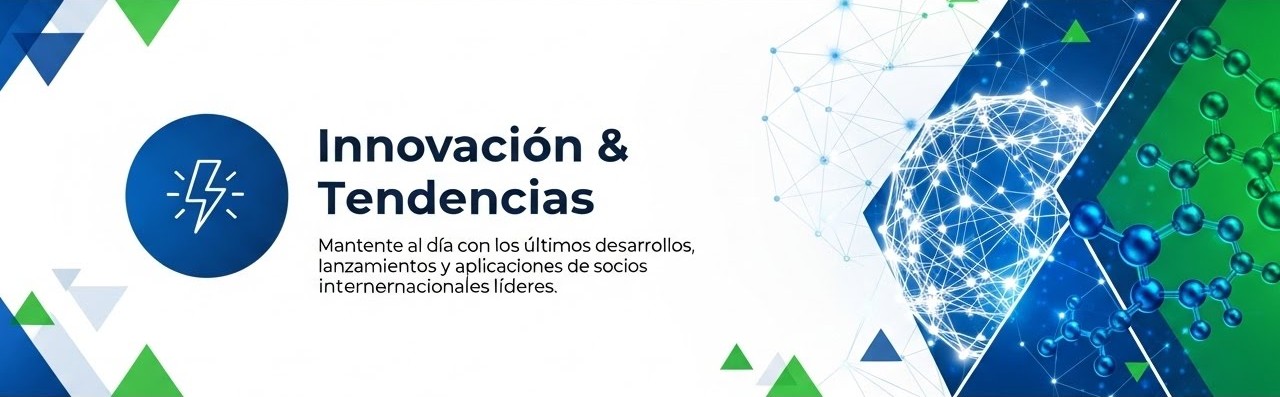 Innovación &
Tendencias
Mantente al día con los últimos desarrollos,
lanzamientos y aplicaciones de socios
internernacionales líderes.